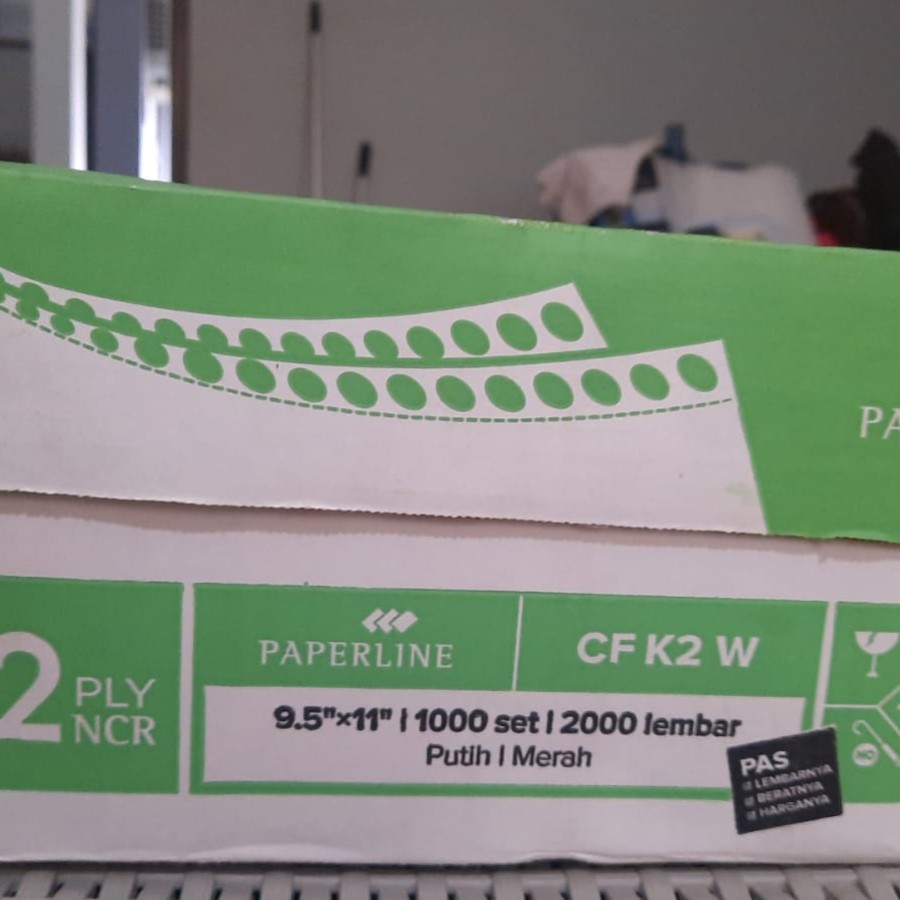 PA
2 PLY
NCR
PAPERLINE
CF K2 W
9.5"×11" | 1000 set | 2000 lembar
Putih | Merah
PAS
☑ LEMBARNYA
☑ BERATNYA
☑ HARGANYA
NO